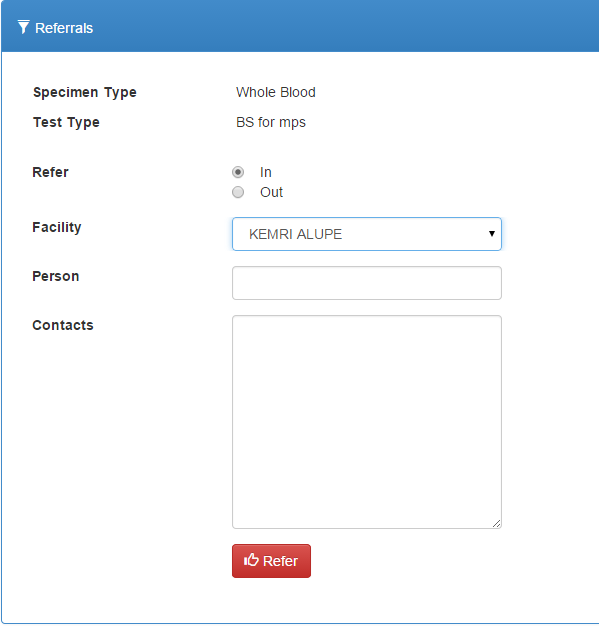 Referrals
Specimen Type Whole Blood
Test Type BS for mps
Refer In
Out
Facility KEMRI ALUPE
Person
Contacts
Refer